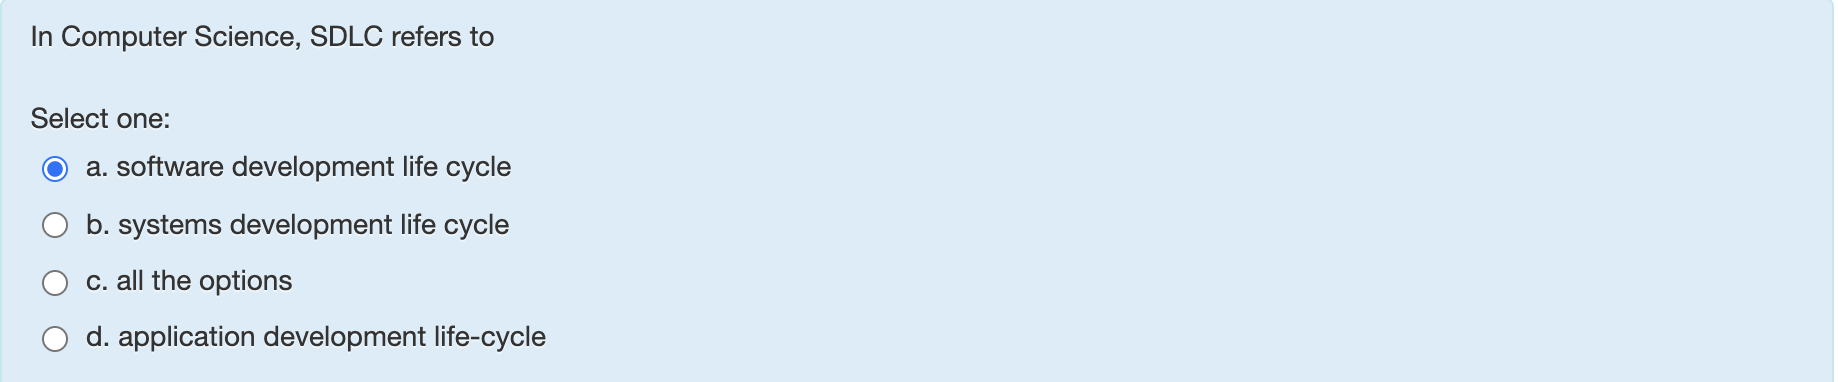 In Computer Science, SDLC refers to
Select one:
a. software development life cycle
b. systems development life cycle
c. all the options
d. application development life-cycle